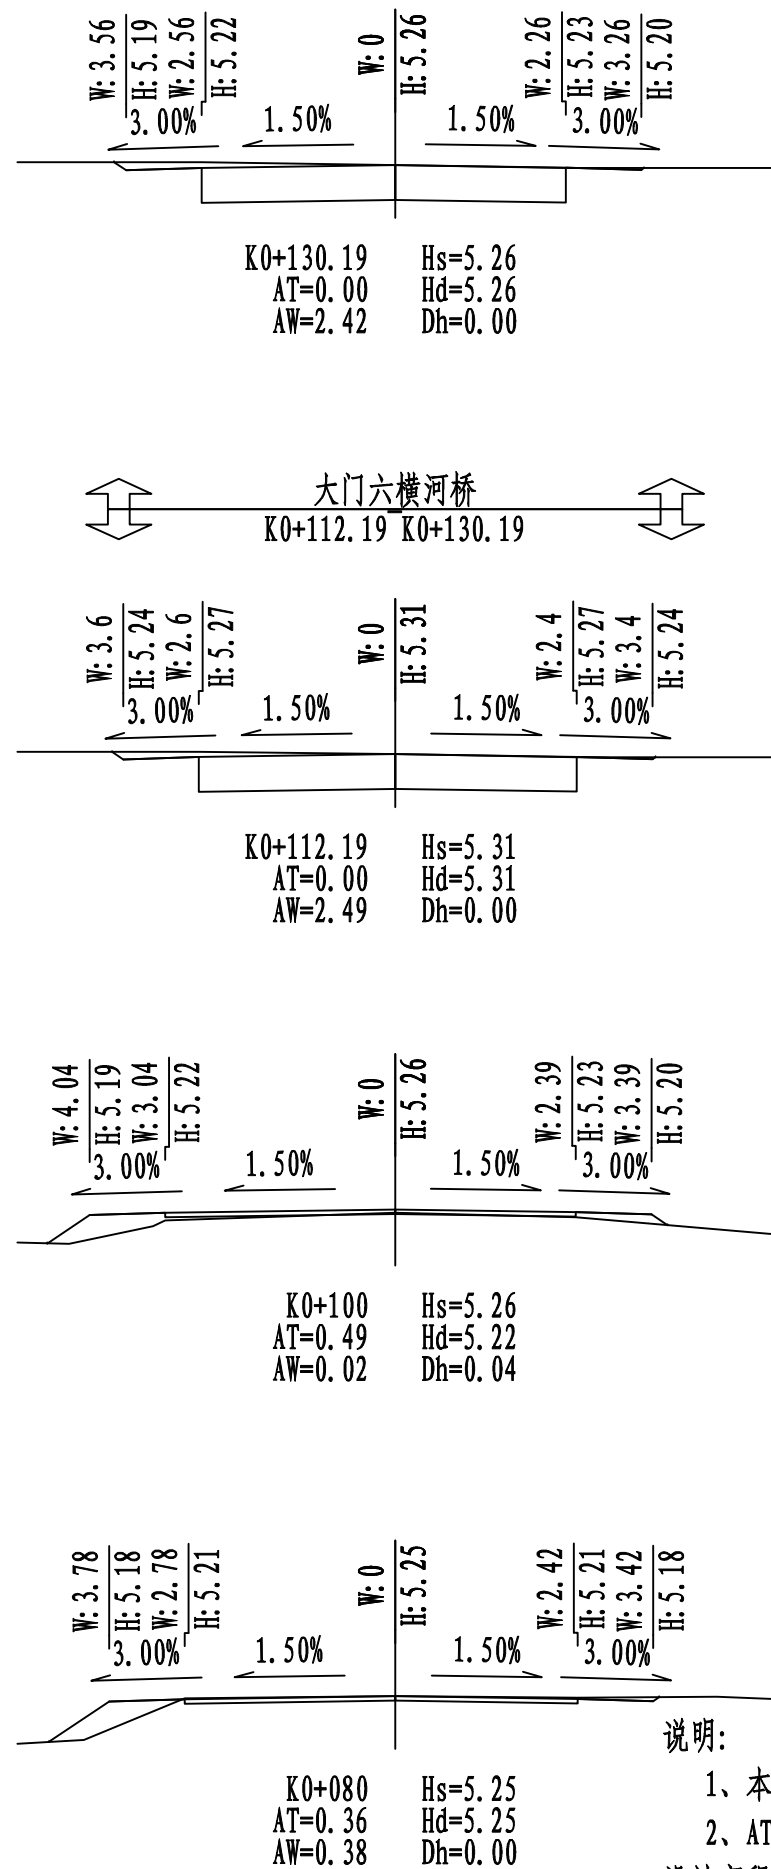 W:3.56 H:5.19 W:2.56 H:5.22 W:0 H:5.26 W:2.26 H:5.23 W:3.26 H:5.20
3.00% 1.50% 1.50% 3.00%
K0+130.19 Hs=5.26
AT=0.00 Hd=5.26
AW=2.42 Dh=0.00
大门六横河桥
K0+112.19 K0+130.19
W:3.6 H:5.24 W:2.6 H:5.27 W:0 H:5.31 W:2.4 H:5.27 W:3.4 H:5.24
3.00% 1.50% 1.50% 3.00%
K0+112.19 Hs=5.31
AT=0.00 Hd=5.31
AW=2.49 Dh=0.00
W:4.04 H:5.19 W:3.04 H:5.22 W:0 H:5.26 W:2.39 H:5.23 W:3.39 H:5.20
3.00% 1.50% 1.50% 3.00%
K0+100 Hs=5.26
AT=0.49 Hd=5.22
AW=0.02 Dh=0.04
W:3.78 H:5.18 W:2.78 H:5.21 W:0 H:5.25 W:2.42 H:5.21 W:3.42 H:5.18
3.00% 1.50% 1.50% 3.00%
说明:
1、本
K0+080 Hs=5.25
AT=0.36 Hd=5.25
2、AT
AW=0.38 Dh=0.00